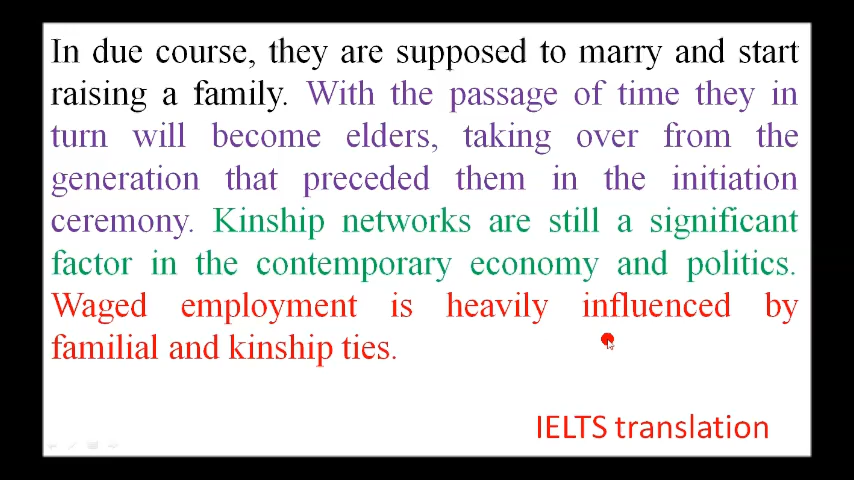 In due course, they are supposed to marry and start
raising a family. With the passage of time they in
turn will become elders, taking over from the
generation that preceded them in the initiation
ceremony. Kinship networks are still a significant
factor in the contemporary economy and politics.
Waged employment is heavily influenced by
familial and kinship ties.
IELTS translation